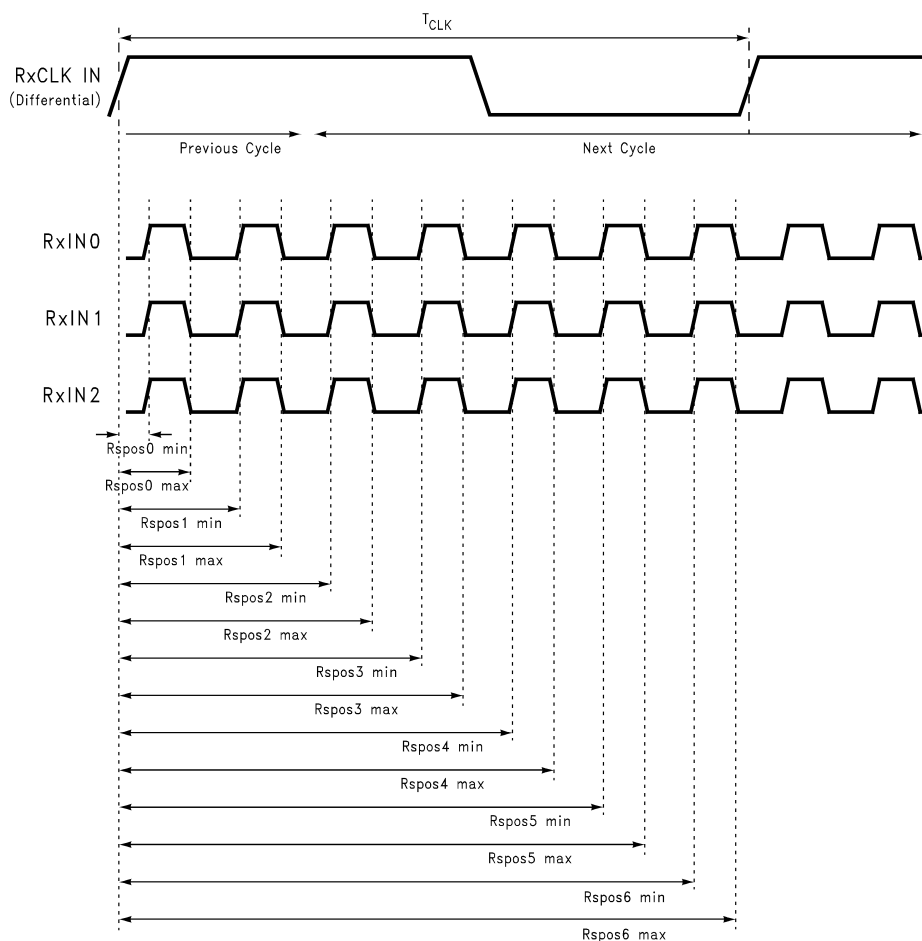 TCLK
RxCLK IN
(Differential)
Previous Cycle
Next Cycle
RxIN0
RxIN1
RxIN2
Rspos0 min
Rspos0 max
Rspos1 min
Rspos1 max
Rspos2 min
Rspos2 max
Rspos3 min
Rspos3 max
Rspos4 min
Rspos4 max
Rspos5 min
Rspos5 max
Rspos6 min
Rspos6 max